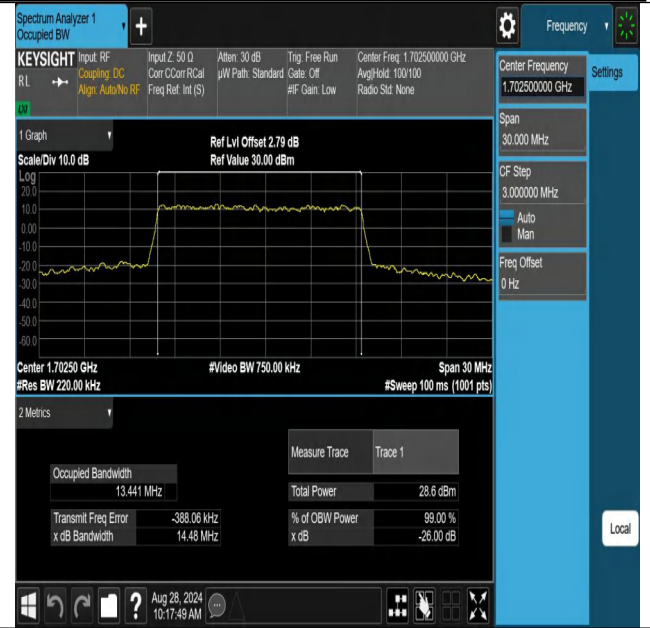 Spectrum Analyzer 1
Occupied BW
Frequency
KEYSIGHT Input: RF Input Z: 50 Ω Atten: 30 dB Trig: Free Run Center Freq: 1.702500000 GHz
RL Coupling: DC Corr CCorr RCal µW Path: Standard Gate: Off Avg|Hold: 100/100
Align: Auto/No RF Freq Ref: Int (S) #IF Gain: Low Radio Std: None
LXI
Center Frequency
1.702500000 GHz
Settings
Span
30.000 MHz
CF Step
3.000000 MHz
Auto
Man
Freq Offset
0 Hz
Local
1 Graph
Ref Lvl Offset 2.79 dB
Scale/Div 10.0 dB Ref Value 30.00 dBm
Log
20.0
10.0
0.00
-10.0
-20.0
-30.0
-40.0
-50.0
-60.0
Center 1.70250 GHz #Video BW 750.00 kHz Span 30 MHz
#Res BW 220.00 kHz #Sweep 100 ms (1001 pts)
2 Metrics
Measure Trace Trace 1
Occupied Bandwidth
13.441 MHz
Total Power 28.6 dBm
Transmit Freq Error -388.06 kHz % of OBW Power 99.00 %
x dB Bandwidth 14.48 MHz x dB -26.00 dB
?
Aug 28, 2024
10:17:49 AM